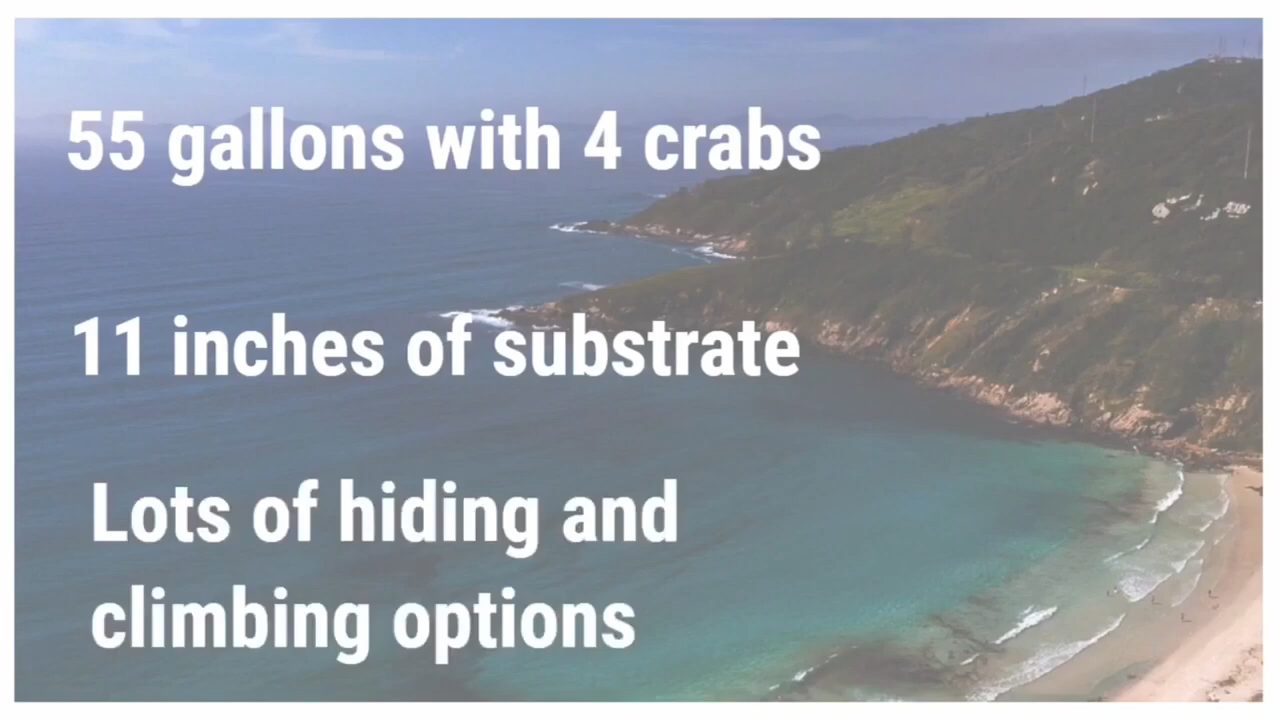 55 gallons with 4 crabs
11 inches of substrate
Lots of hiding and
climbing options